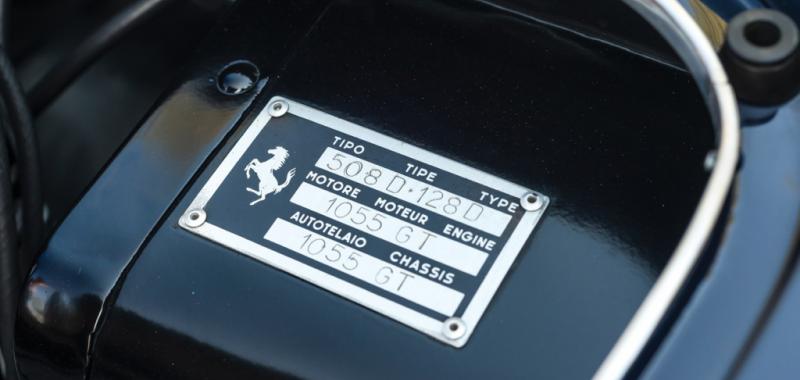 TIPO TIPE TYPE
508 D·128 D
MOTORE MOTEUR ENGINE
1055 GT
AUTOTELAIO CHASSIS
1055 GT